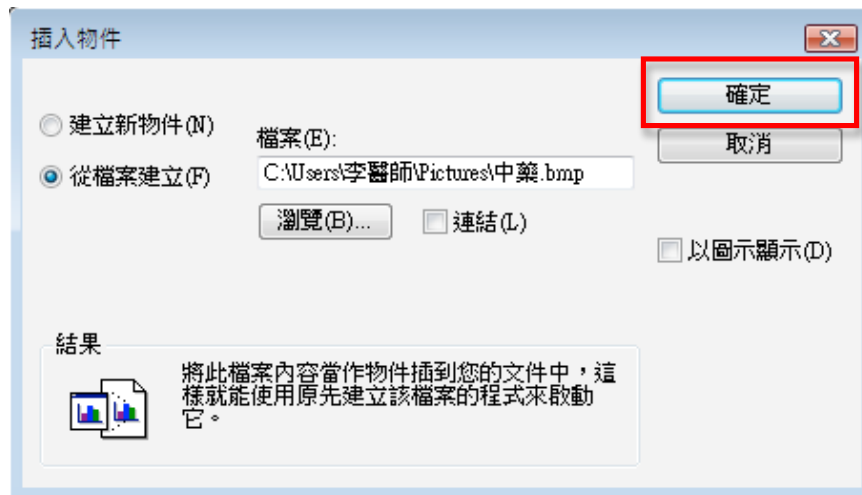 插入物件
建立新物件(N)
從檔案建立(F)
檔案(E):
C:\Users\李醫師\Pictures\中藥.bmp
瀏覽(B)...
連結(L)
確定
取消
以圖示顯示(D)
結果
將此檔案內容當作物件插到您的文件中，這
樣就能使用原先建立該檔案的程式來啟動
它。